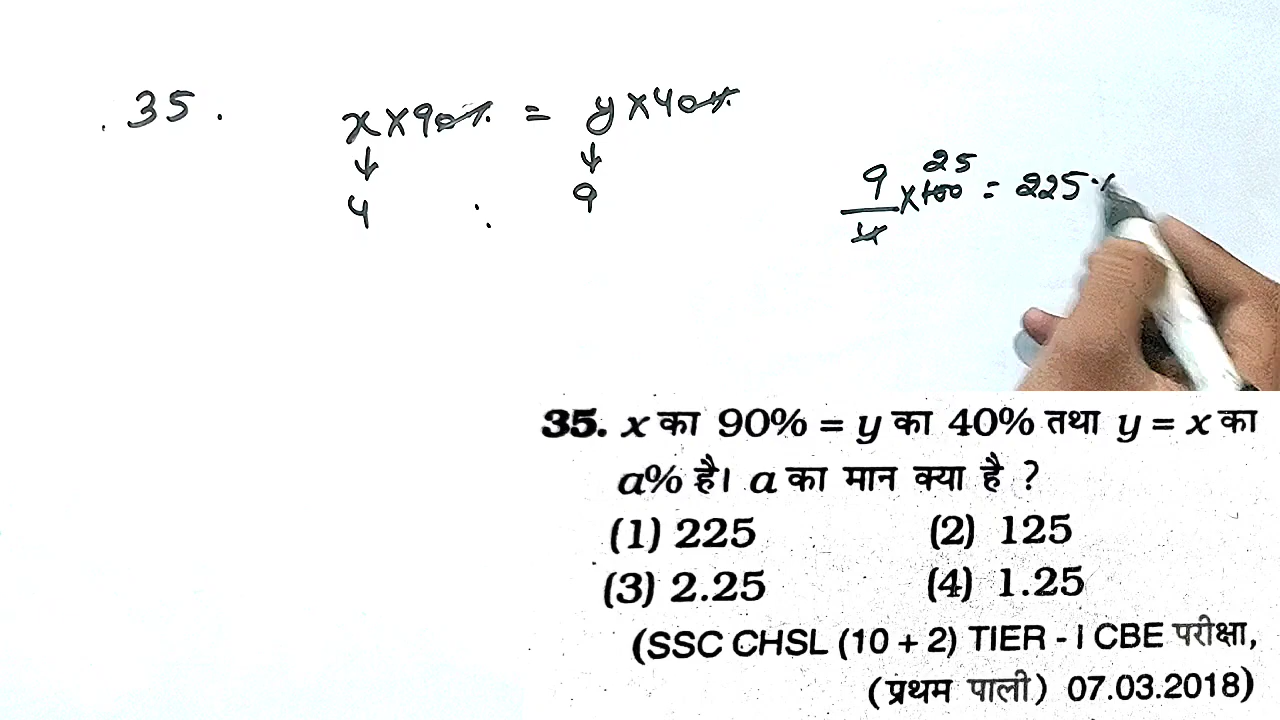 35. x × 90% = y × 40%
↓ ↓
4 : 9
9/4 × 100 25 = 225%
35. x का 90% = y का 40% तथा y = x का
a% है। a का मान क्या है ?
(1) 225 (2) 125
(3) 2.25 (4) 1.25
(SSC CHSL (10 + 2) TIER - I CBE परीक्षा,
(प्रथम पाली) 07.03.2018)